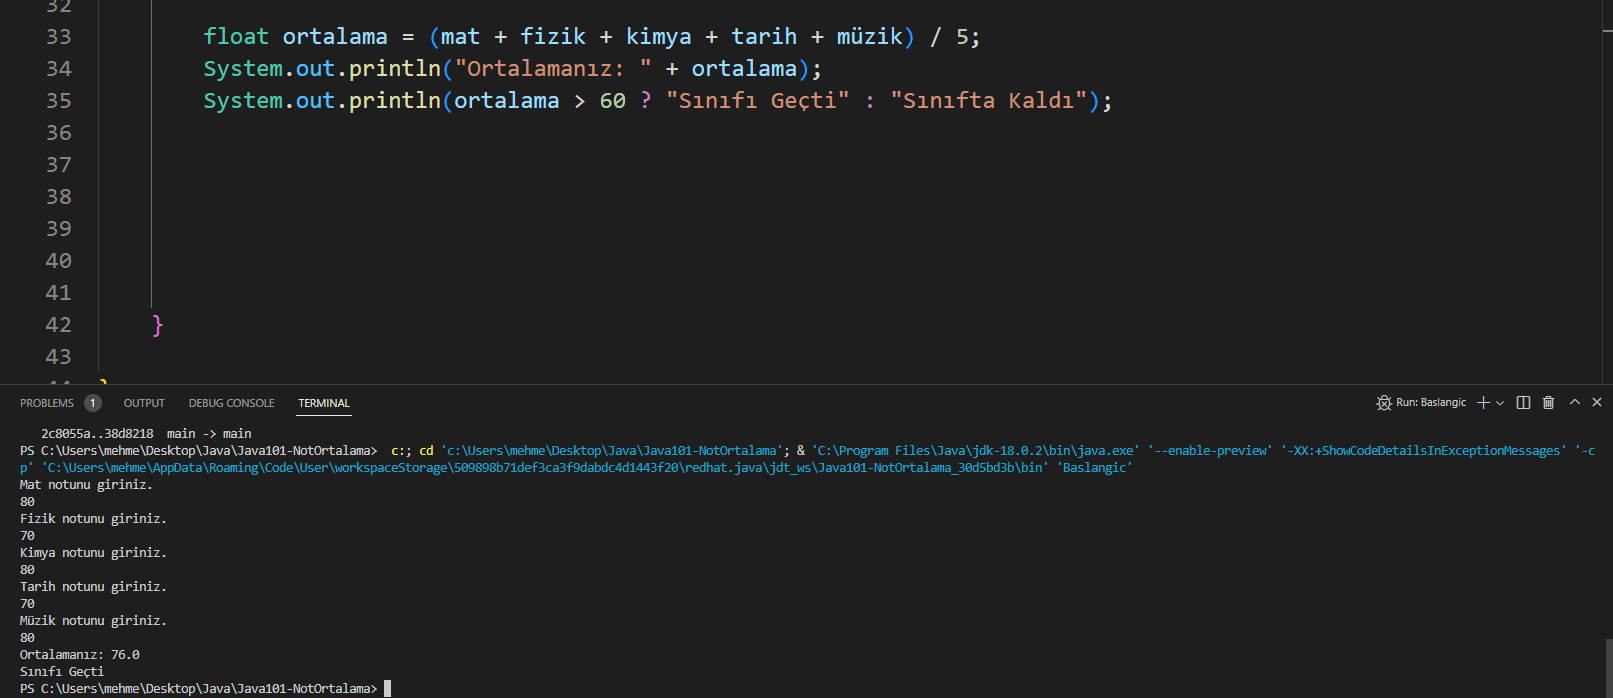 32
33 float ortalama = (mat + fizik + kimya + tarih + müzik) / 5;
34 System.out.println("Ortalamanız: " + ortalama);
35 System.out.println(ortalama > 60 ? "Sınıfı Geçti" : "Sınıfta Kaldı");
36
37
38
39
40
41
42 }
43
44 }
PROBLEMS 1 OUTPUT DEBUG CONSOLE TERMINAL Run: Baslangic
2c8055a..38d8218 main -> main
PS C:\Users\mehme\Desktop\Java\Java101-NotOrtalama> c:; cd 'c:\Users\mehme\Desktop\Java\Java101-NotOrtalama'; & 'C:\Program Files\Java\jdk-18.0.2\bin\java.exe' '--enable-preview' '-XX:+ShowCodeDetailsInExceptionMessages' '-c
p' 'C:\Users\mehme\AppData\Roaming\Code\User\workspaceStorage\509898b71def3ca3f9dabdc4d1443f20\redhat.java\jdt_ws\Java101-NotOrtalama_30d5bd3b\bin' 'Baslangic'
Mat notunu giriniz.
80
Fizik notunu giriniz.
70
Kimya notunu giriniz.
80
Tarih notunu giriniz.
70
Müzik notunu giriniz.
80
Ortalamanız: 76.0
Sınıfı Geçti
PS C:\Users\mehme\Desktop\Java\Java101-NotOrtalama>